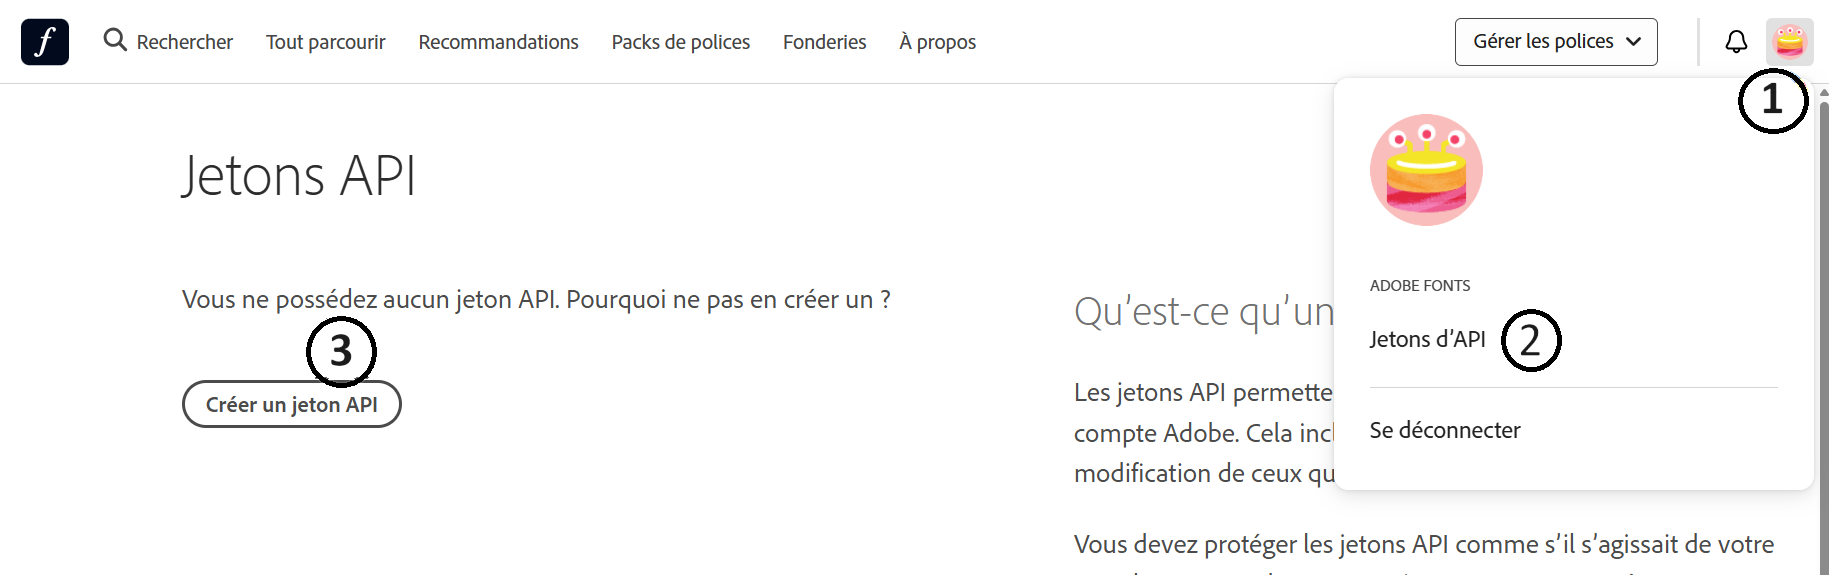 f
Rechercher Tout parcourir Recommandations Packs de polices Fonderies À propos Gérer les polices
1
Jetons API
ADOBE FONTS
Vous ne possédez aucun jeton API. Pourquoi ne pas en créer un ?
Qu’est-ce qu’un
Jetons d’API 2
3
Créer un jeton API
Les jetons API permette
compte Adobe. Cela incl
Se déconnecter
modification de ceux qu
Vous devez protéger les jetons API comme s’il s’agissait de votre